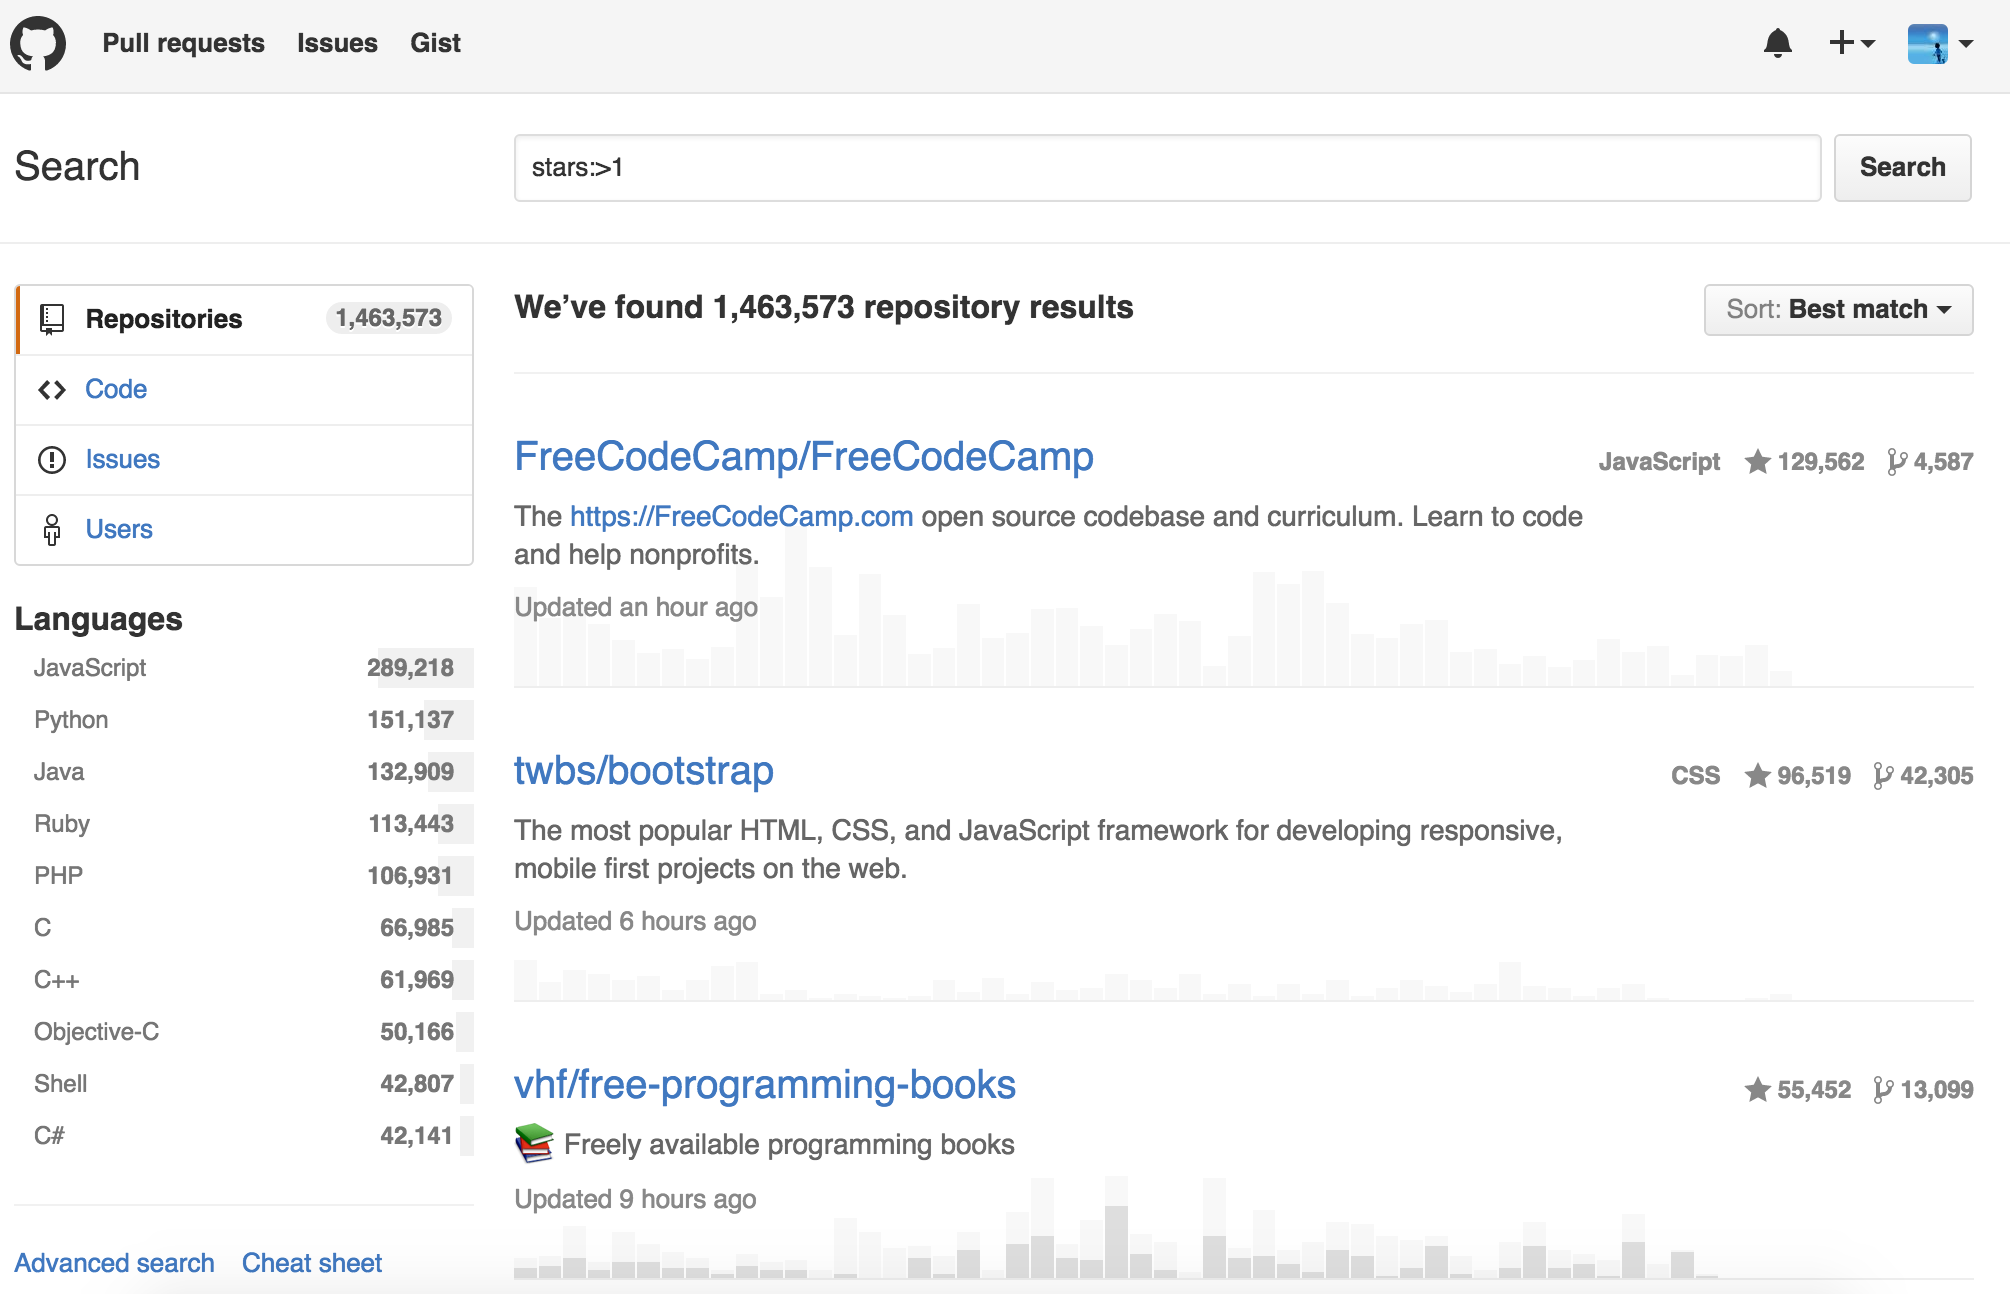 Pull requests Issues Gist
Search
stars:>1
Search
Repositories 1,463,573
Code
Issues
Users
Languages
JavaScript 289,218
Python 151,137
Java 132,909
Ruby 113,443
PHP 106,931
C 66,985
C++ 61,969
Objective-C 50,166
Shell 42,807
C# 42,141
Advanced search Cheat sheet
We’ve found 1,463,573 repository results
Sort: Best match
FreeCodeCamp/FreeCodeCamp
JavaScript 129,562 4,587
The https://FreeCodeCamp.com open source codebase and curriculum. Learn to code
and help nonprofits.
Updated an hour ago
twbs/bootstrap
CSS 96,519 42,305
The most popular HTML, CSS, and JavaScript framework for developing responsive,
mobile first projects on the web.
Updated 6 hours ago
vhf/free-programming-books
55,452 13,099
Freely available programming books
Updated 9 hours ago